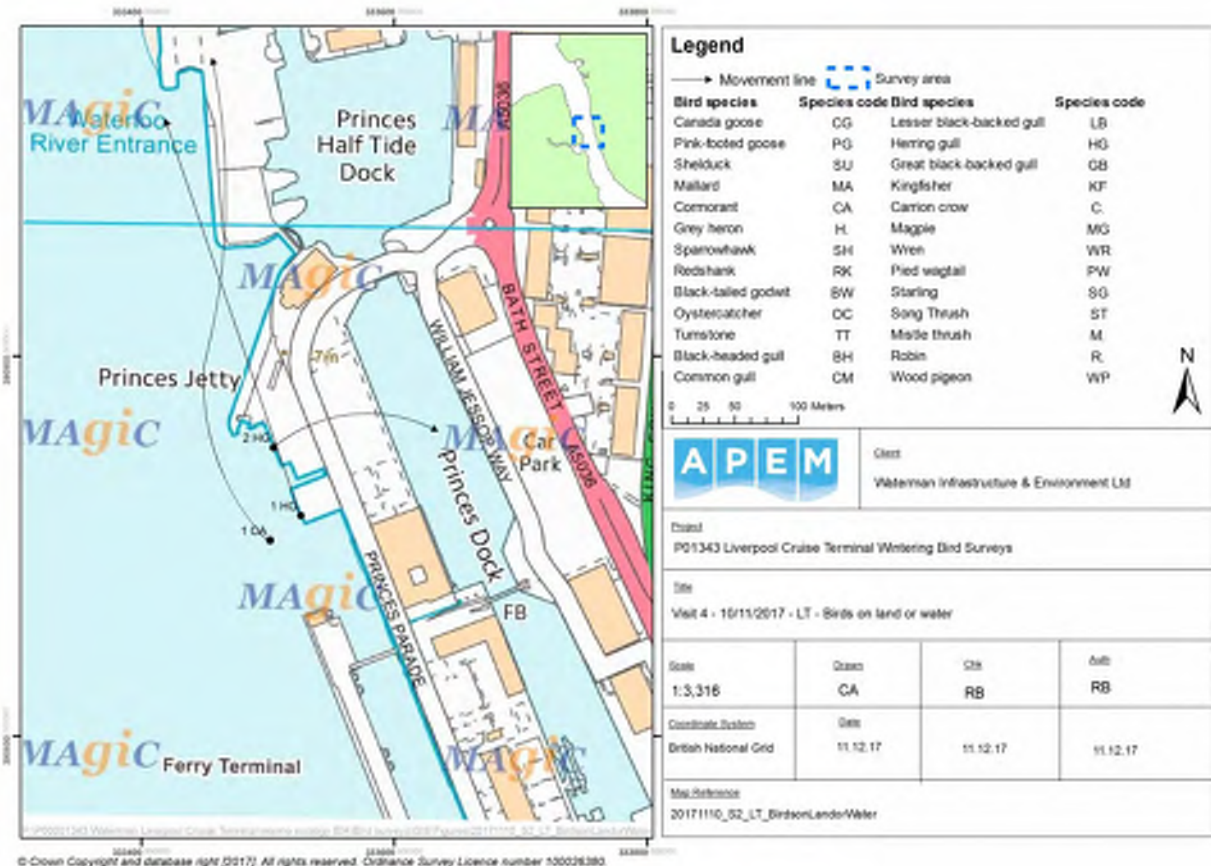 MAgiC
Waterloo
River Entrance
Princes
Half Tide
Dock
MAgiC
Princes Jetty
7m
WILLIAM JESSOP WAY
BATH STREET
A5036
MAgiC
2 HG
Car
Park
Princes Dock
1 HG
1 CA
MAgiC
PRINCES PARADE
FB
MAgiC
Ferry Terminal
MAgiC
Legend
Movement line Survey area
Bird species Species code Bird species Species code
Canada goose CG Lesser black-backed gull LB
Pink-footed goose PG Herring gull HG
Shelduck SU Great black-backed gull GB
Mallard MA Kingfisher KF
Cormorant CA Carrion crow C.
Grey heron H. Magpie MG
Sparrowhawk SH Wren WR
Redshank RK Pied wagtail PW
Black-tailed godwit BW Starling SG
Oystercatcher OC Song Thrush ST
Turnstone TT Mistle thrush M.
Black-headed gull BH Robin R.
Common gull CM Wood pigeon WP
N
0 25 50 100 Meters
APEM
Client
Waterman Infrastructure & Environment Ltd
Project
P01343 Liverpool Cruise Terminal Wintering Bird Surveys
Title
Visit 4 - 10/11/2017 - LT - Birds on land or water
Scale Drawn Chk Auth
1:3,316 CA RB RB
Coordinate System Date
British National Grid 11.12.17 11.12.17 11.12.17
Map Reference
20171110_S2_LT_BirdsonLandorWater
© Crown Copyright and database right [2017]. All rights reserved. Ordnance Survey Licence number 100026380.